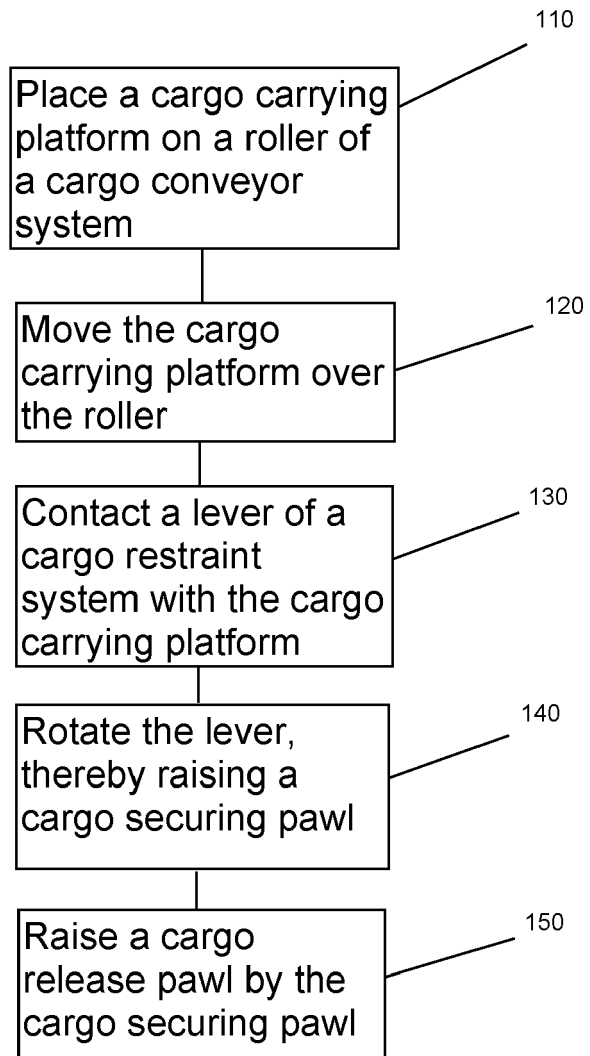 110
Place a cargo carrying
platform on a roller of
a cargo conveyor
system
120
Move the cargo
carrying platform over
the roller
130
Contact a lever of a
cargo restraint
system with the cargo
carrying platform
140
Rotate the lever,
thereby raising a
cargo securing pawl
150
Raise a cargo
release pawl by the
cargo securing pawl